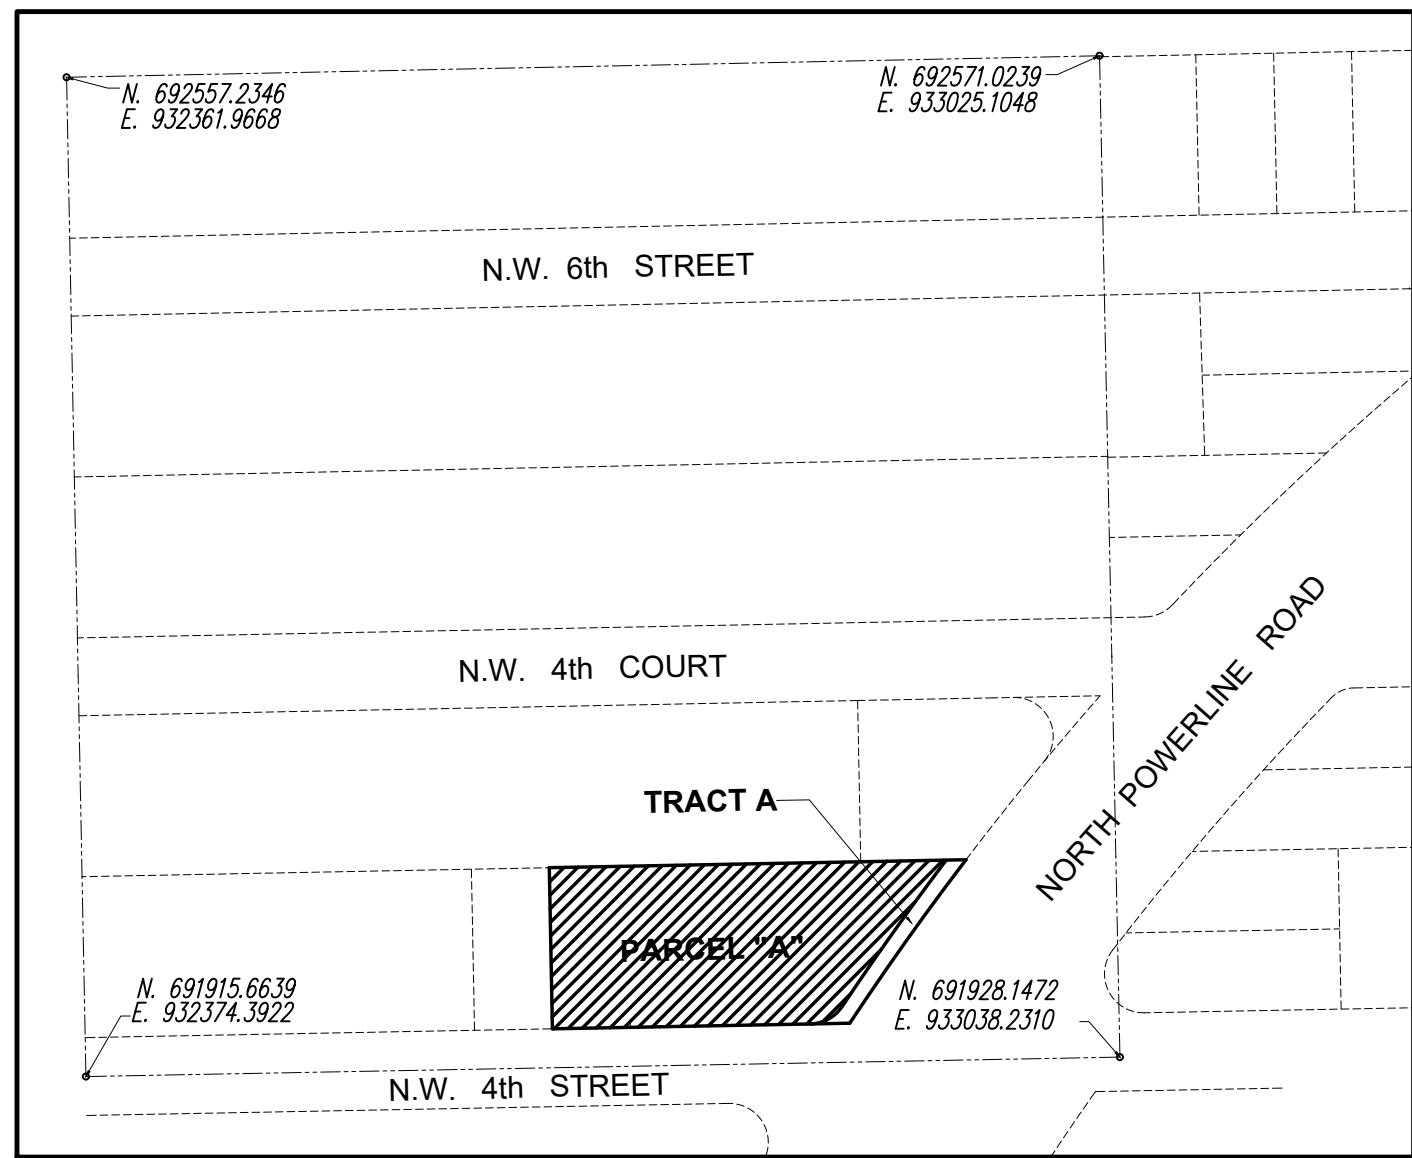 N. 692557.2346
E. 932361.9668
N. 692571.0239
E. 933025.1048
N.W. 6th STREET
N.W. 4th COURT
NORTH POWERLINE ROAD
TRACT A
PARCEL "A"
N. 691915.6639
E. 932374.3922
N. 691928.1472
E. 933038.2310
N.W. 4th STREET